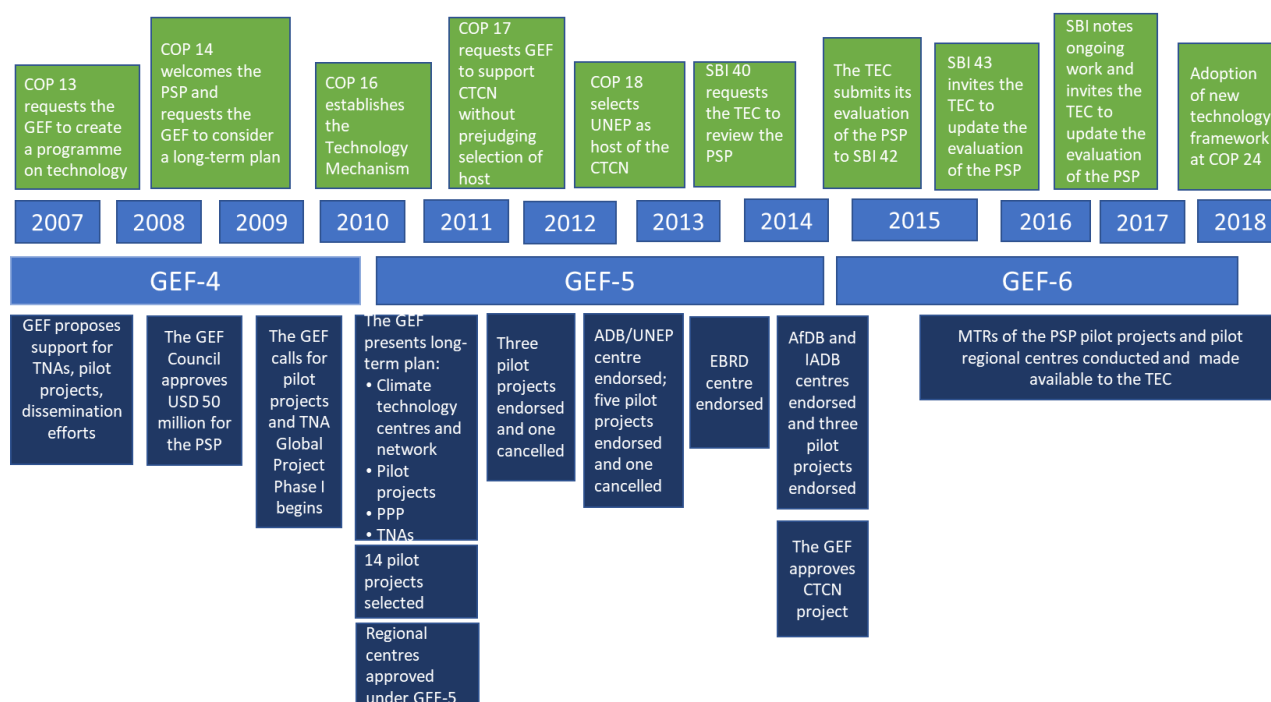 COP 13
requests the
GEF to create
a programme
on technology
COP 14
welcomes the
PSP and
requests the
GEF to consider
a long-term plan
COP 16
establishes
the
Technology
Mechanism
COP 17
requests GEF
to support
CTCN
without
prejudging
selection of
host
COP 18
selects
UNEP as
host of the
CTCN
SBI 40
requests
the TEC to
review the
PSP
The TEC
submits its
evaluation
of the PSP
to SBI 42
SBI 43
invites the
TEC to
update the
evaluation
of the PSP
SBI notes
ongoing
work and
invites the
TEC to
update the
evaluation
of the PSP
Adoption
of new
technology
framework
at COP 24
2007
2008
2009
2010
2011
2012
2013
2014
2015
2016
2017
2018
GEF-4
GEF-5
GEF-6
GEF proposes
support for
TNAs, pilot
projects,
dissemination
efforts
The GEF
Council
approves
USD 50
million for
the PSP
The GEF
calls for
pilot
projects
and TNA
Global
Project
Phase I
begins
The GEF
presents long-
term plan:
• Climate
technology
centres and
network
• Pilot
projects
• PPP
• TNAs
14 pilot
projects
selected
Regional
centres
approved
under GEF-5
Three
pilot
projects
endorsed
and one
cancelled
ADB/UNEP
centre
endorsed;
five pilot
projects
endorsed
and one
cancelled
EBRD
centre
endorsed
AfDB and
IADB
centres
endorsed
and three
pilot
projects
endorsed
The GEF
approves
CTCN
project
MTRs of the PSP pilot projects and pilot
regional centres conducted and made
available to the TEC